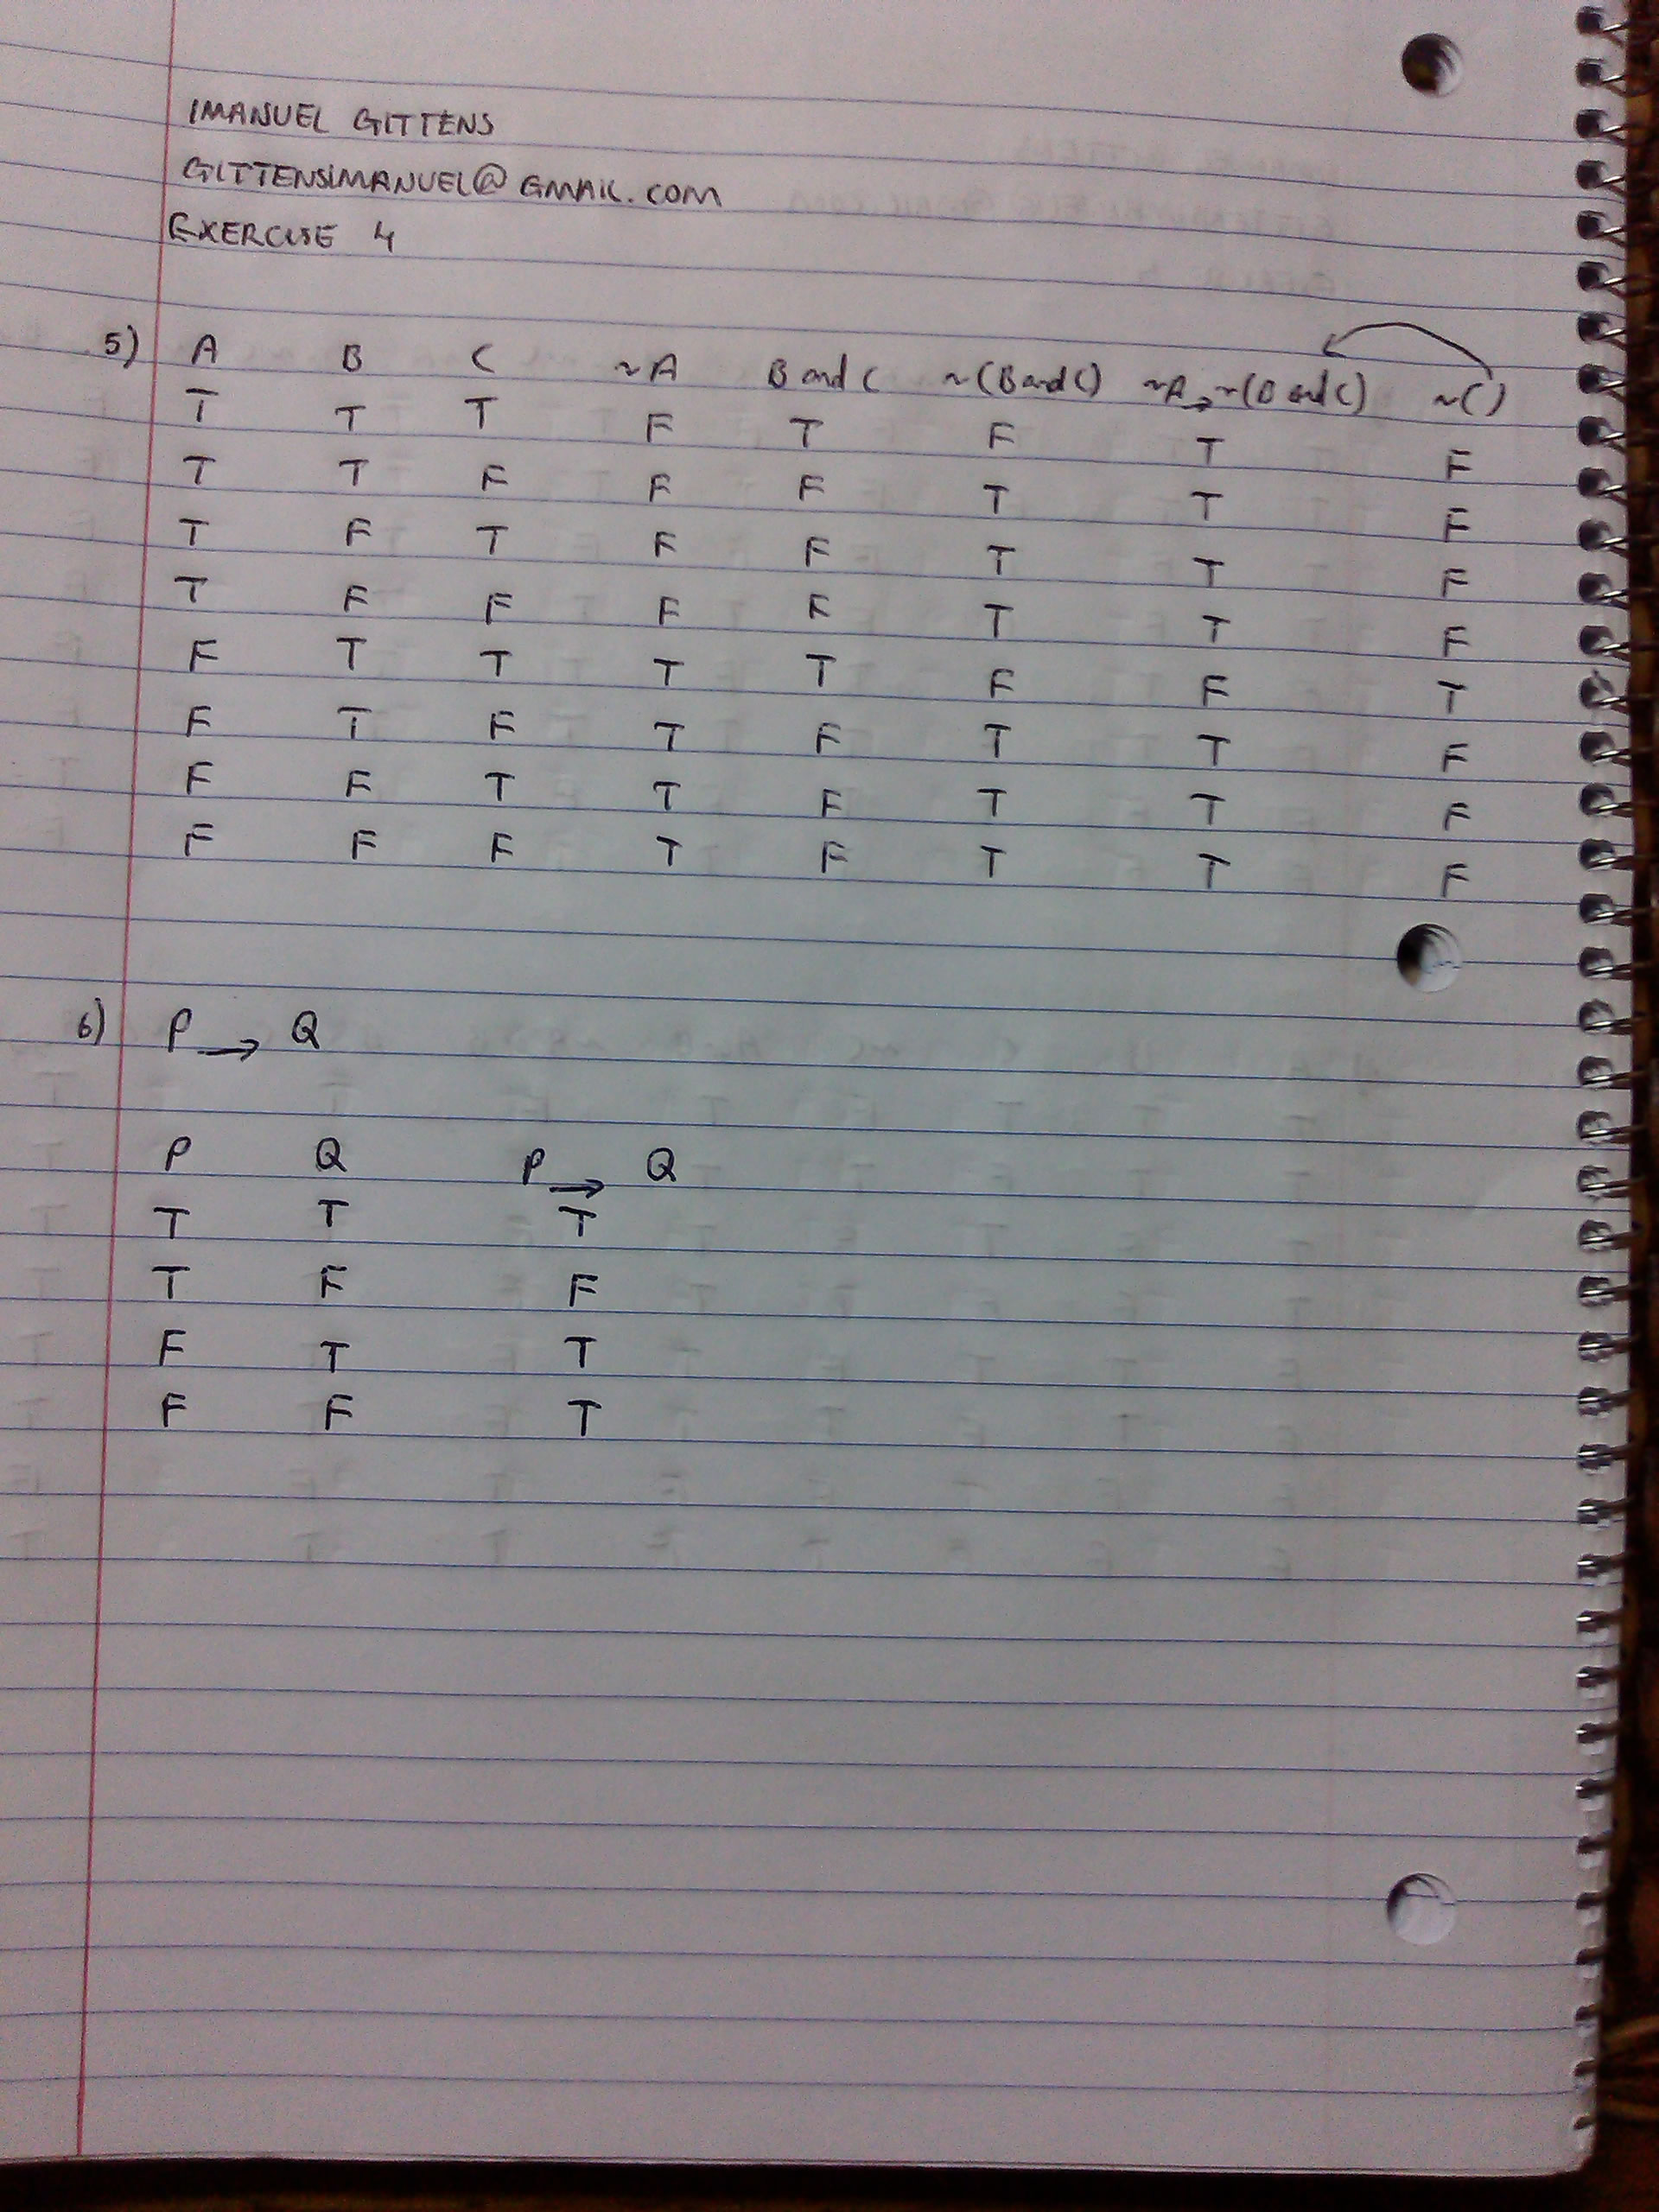 IMANUEL GITTENS
GITTENSIMANUEL@GMAIL.COM
EXERCISE 4
5) A B C ~A B and C ~(B and C) ~A → ~(B and C) ~()
T T T F T F T F
T T F F F T T F
T F T F F T T F
T F F F F T T F
F T T T T F F T
F T F T F T T F
F F T T F T T F
F F F T F T T F
6) P → Q
P Q P → Q
T T T
T F F
F T T
F F T